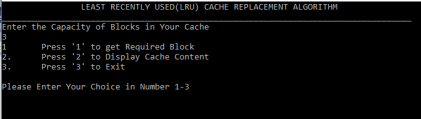 LEAST RECENTLY USED(LRU) CACHE REPLACEMENT ALGORITHM
Enter the Capacity of Blocks in Your Cache
3
1 Press '1' to get Required Block
2. Press '2' to Display Cache Content
3. Press '3' to Exit
Please Enter Your Choice in Number 1-3